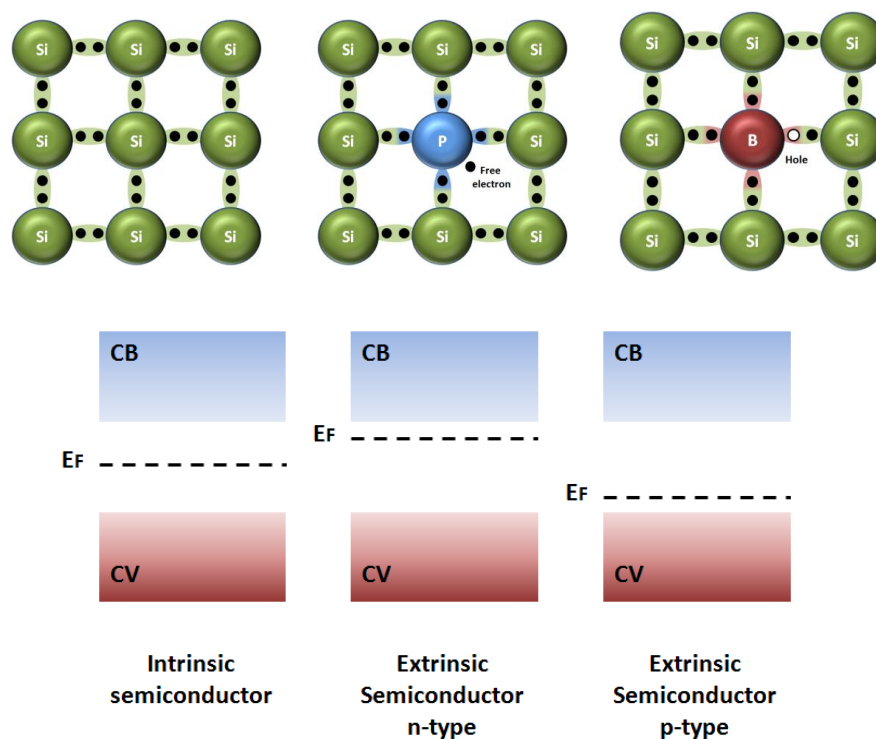 Si Si Si Si Si Si Si Si Si
Si Si Si Si P Si Si B Si
Free
electron
Hole
Si Si Si Si Si Si Si Si Si
CB CB CB
EF EF EF
CV CV CV
Intrinsic
semiconductor
Extrinsic
Semiconductor
n-type
Extrinsic
Semiconductor
p-type